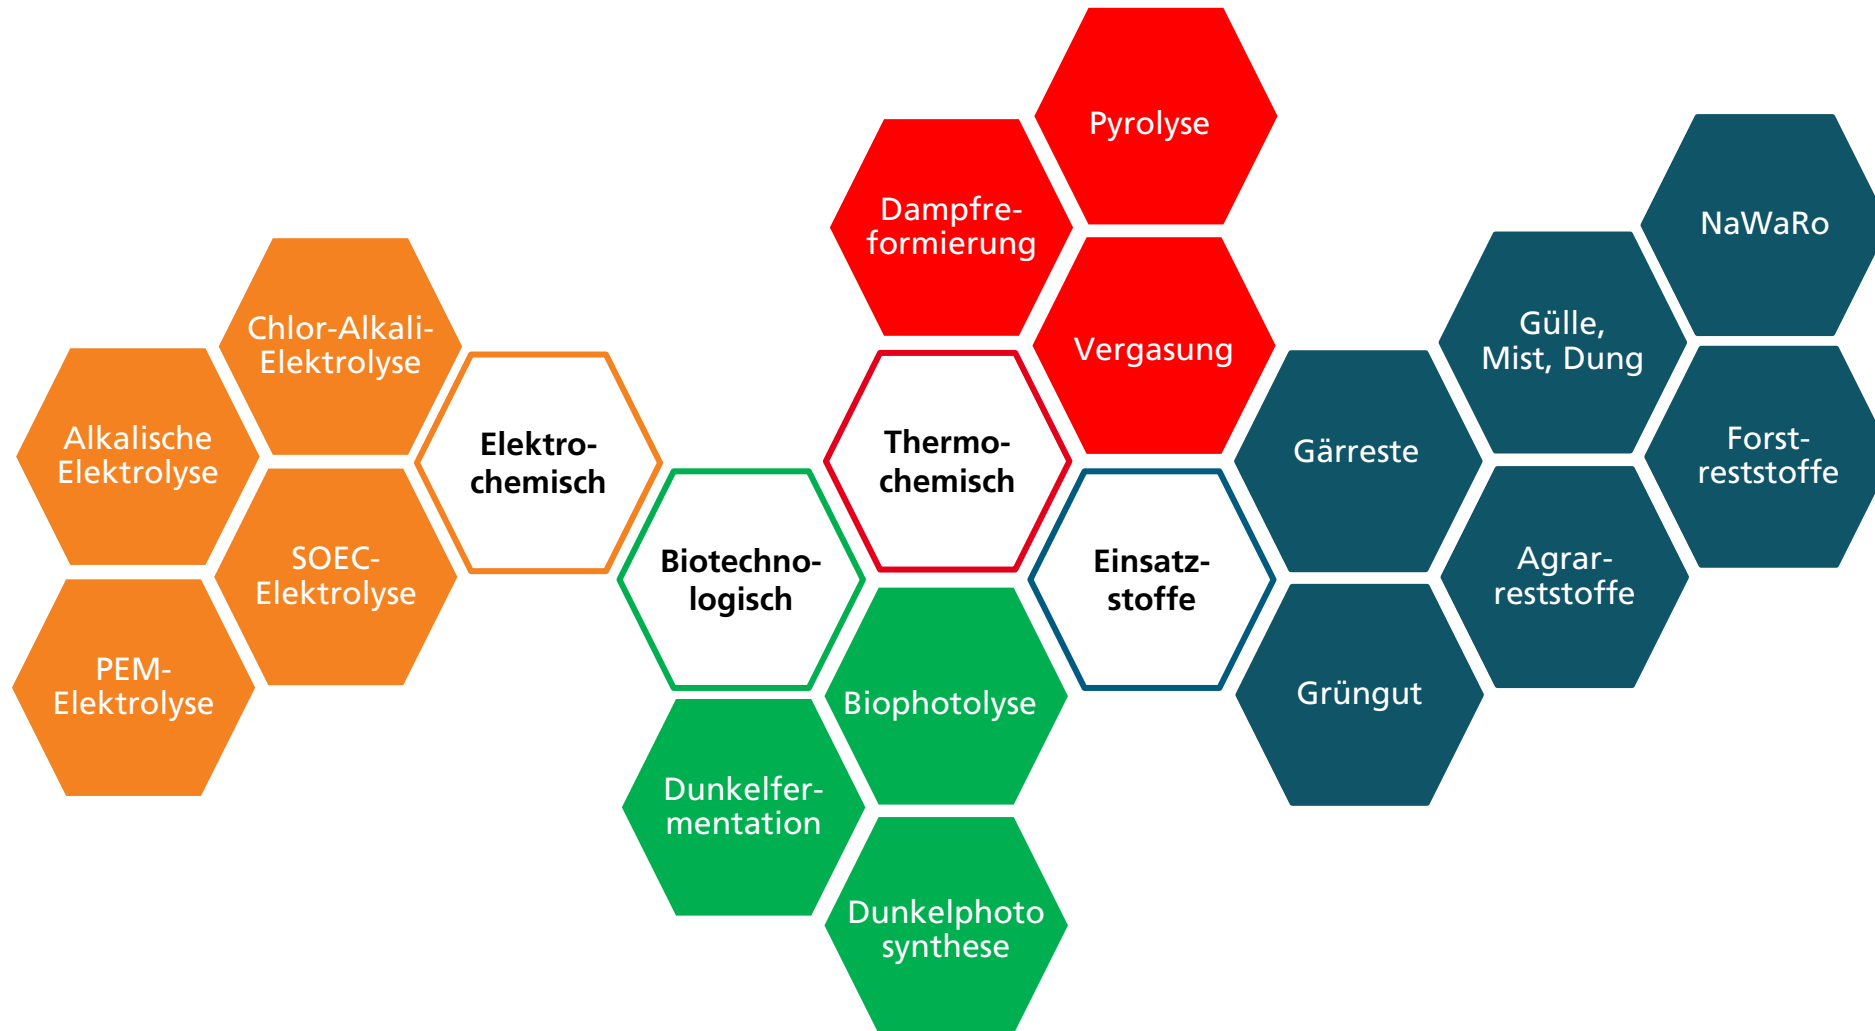 Pyrolyse
Dampfre-
formierung
Vergasung
Chlor-Alkali-
Elektrolyse
Alkalische
Elektrolyse
SOEC-
Elektrolyse
PEM-
Elektrolyse
Elektro-
chemisch
Biotechno-
logisch
Thermo-
chemisch
Einsatz-
stoffe
Biophotolyse
Dunkelfer-
mentation
Dunkelphoto
synthese
NaWaRo
Gülle,
Mist, Dung
Gärreste
Forst-
reststoffe
Agrar-
reststoffe
Grüngut